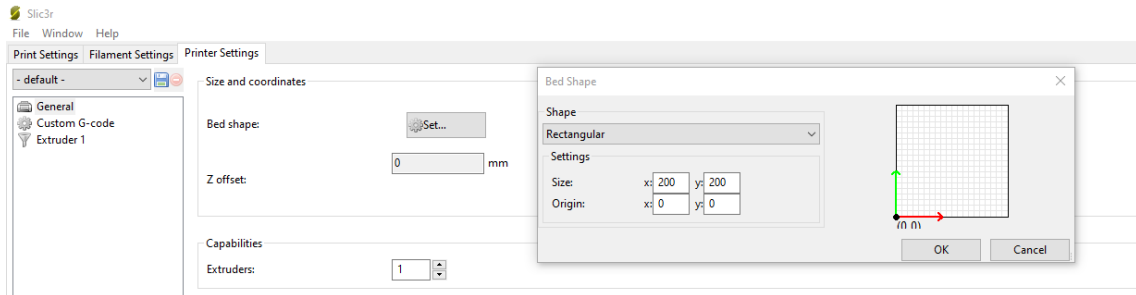 Slic3r
File Window Help
Print Settings Filament Settings Printer Settings
- default -
General
Custom G-code
Extruder 1
Size and coordinates
Bed shape: Set...
Z offset: 0 mm
Capabilities
Extruders: 1
Bed Shape
Shape
Rectangular
Settings
Size: x: 200 y: 200
Origin: x: 0 y: 0
(0,0)
OK Cancel